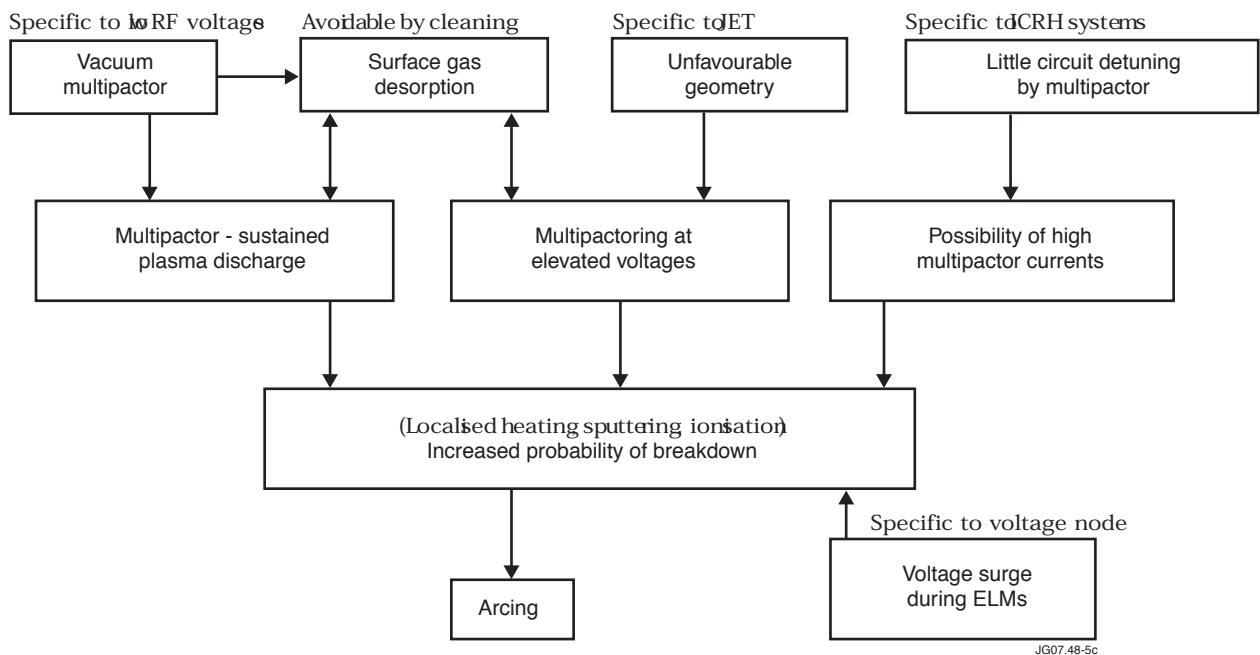 Specific to low RF voltages
Avoidable by cleaning
Specific to JET
Specific to ICRH systems
Vacuum
multipactor
Surface gas
desorption
Unfavourable
geometry
Little circuit detuning
by multipactor
Multipactor - sustained
plasma discharge
Multipactoring at
elevated voltages
Possibility of high
multipactor currents
(Localised heating, sputtering, ionisation)
Increased probability of breakdown
Specific to voltage node
Voltage surge
during ELMs
Arcing
JG07.48-5c